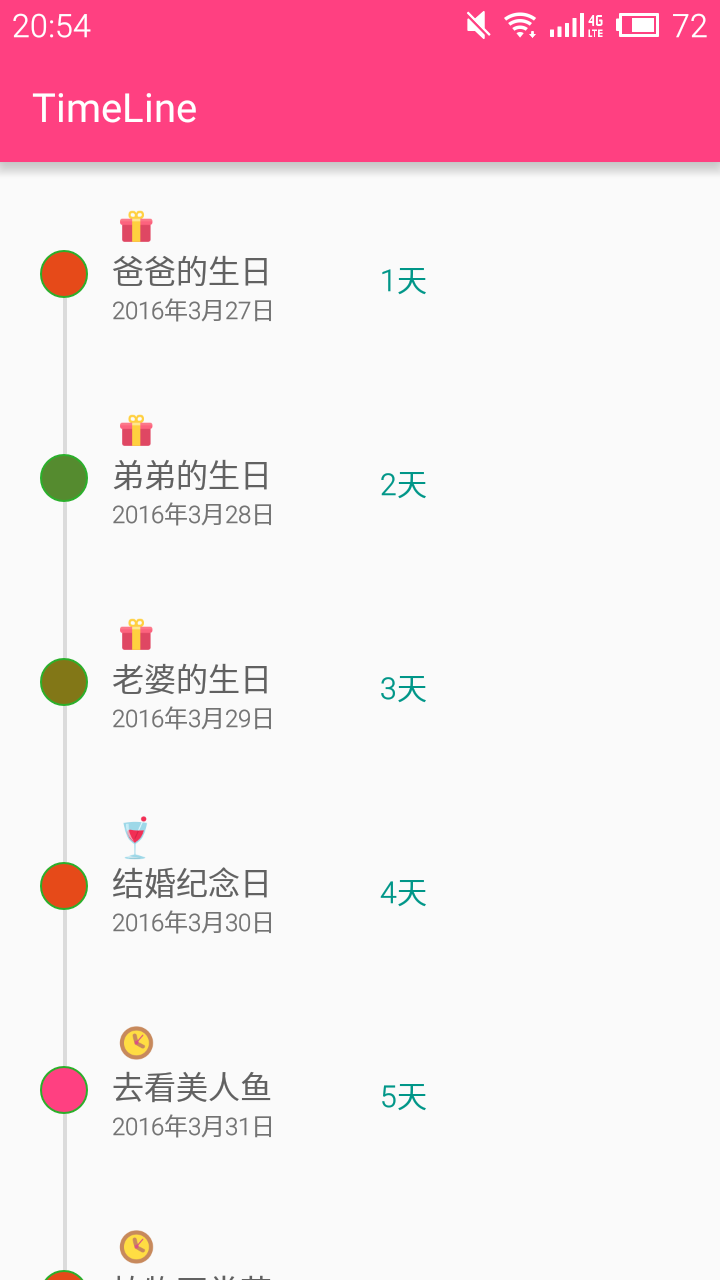 20:54 4G LTE 72
TimeLine
爸爸的生日
1天
2016年3月27日
弟弟的生日
2天
2016年3月28日
老婆的生日
3天
2016年3月29日
结婚纪念日
4天
2016年3月30日
去看美人鱼
5天
2016年3月31日